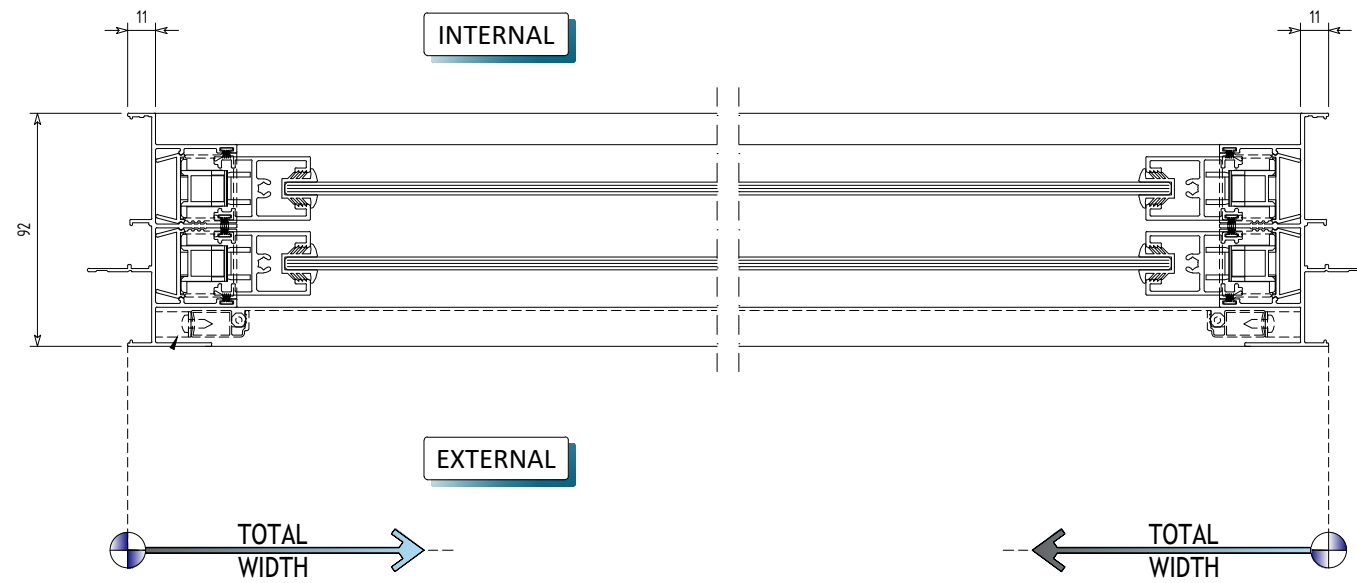 11
INTERNAL
11
92
EXTERNAL
TOTAL
WIDTH
TOTAL
WIDTH